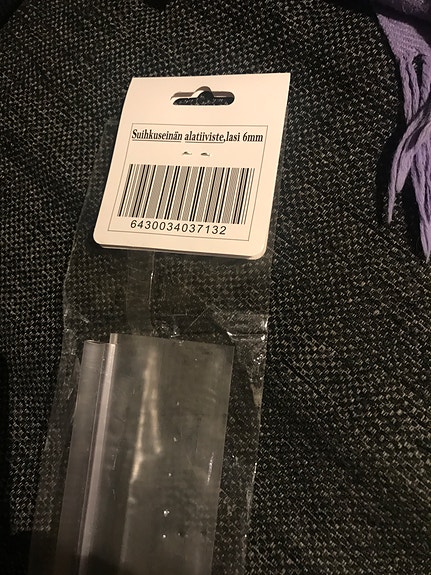 Suihkuseinän alatiiviste,lasi 6mm
6430034037132